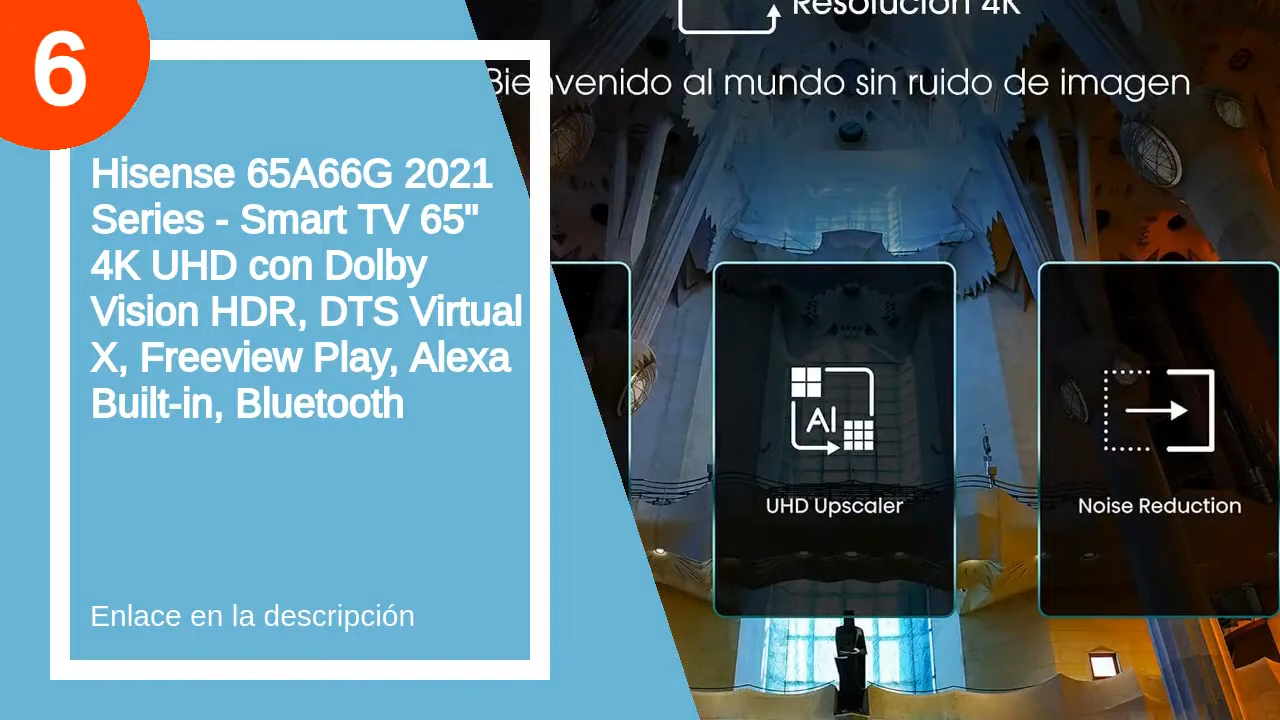 6
Hisense 65A66G 2021
Series - Smart TV 65"
4K UHD con Dolby
Vision HDR, DTS Virtual
X, Freeview Play, Alexa
Built-in, Bluetooth
Enlace en la descripción
Resolución 4K
Bienvenido al mundo sin ruido de imagen
AI
UHD Upscaler
Noise Reduction